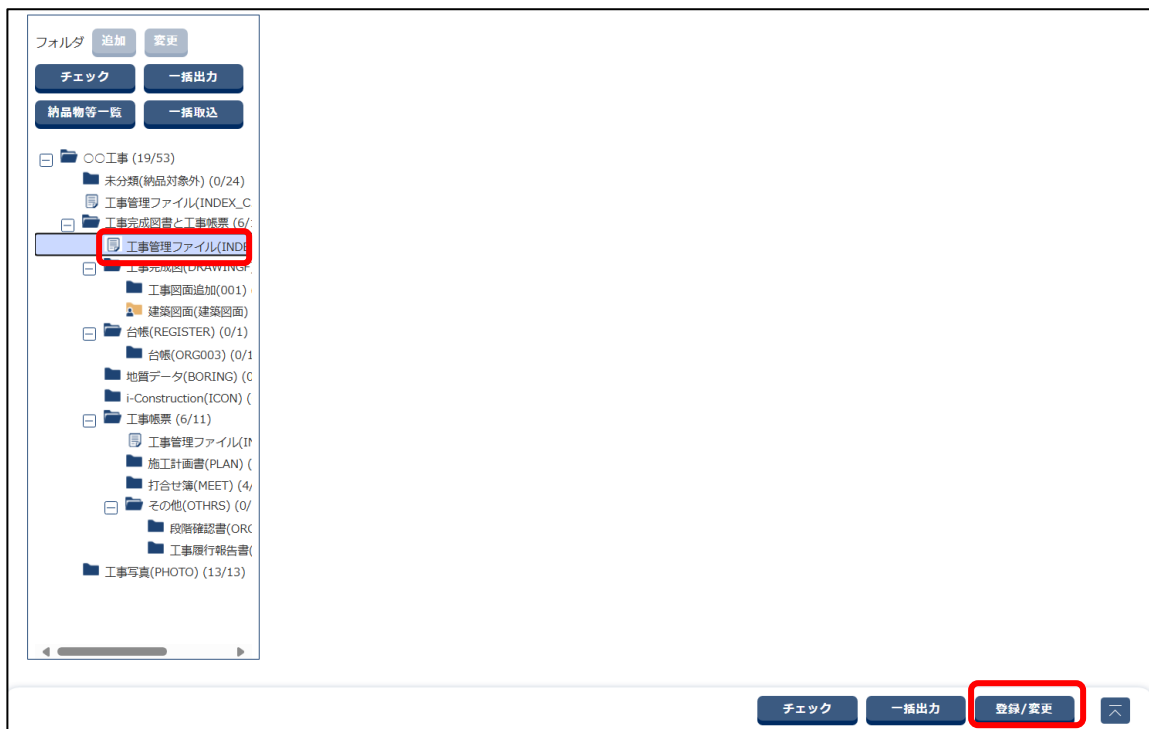 フォルダ 追加 変更
チェック 一括出力
納品物等一覧 一括取込
○○工事 (19/53)
未分類(納品対象外) (0/24)
工事管理ファイル(INDEX_C
工事完成図書と工事帳票 (6/
工事管理ファイル(INDE
工事完成図(DRAWINGF
工事図面追加(001)
建築図面(建築図面)
台帳(REGISTER) (0/1)
台帳(ORG003) (0/1
地質データ(BORING) (0
i-Construction(ICON) (
工事帳票 (6/11)
工事管理ファイル(IN
施工計画書(PLAN) (
打合せ簿(MEET) (4/
その他(OTHRS) (0/
段階確認書(ORG
工事履行報告書(
工事写真(PHOTO) (13/13)
チェック 一括出力 登録/変更